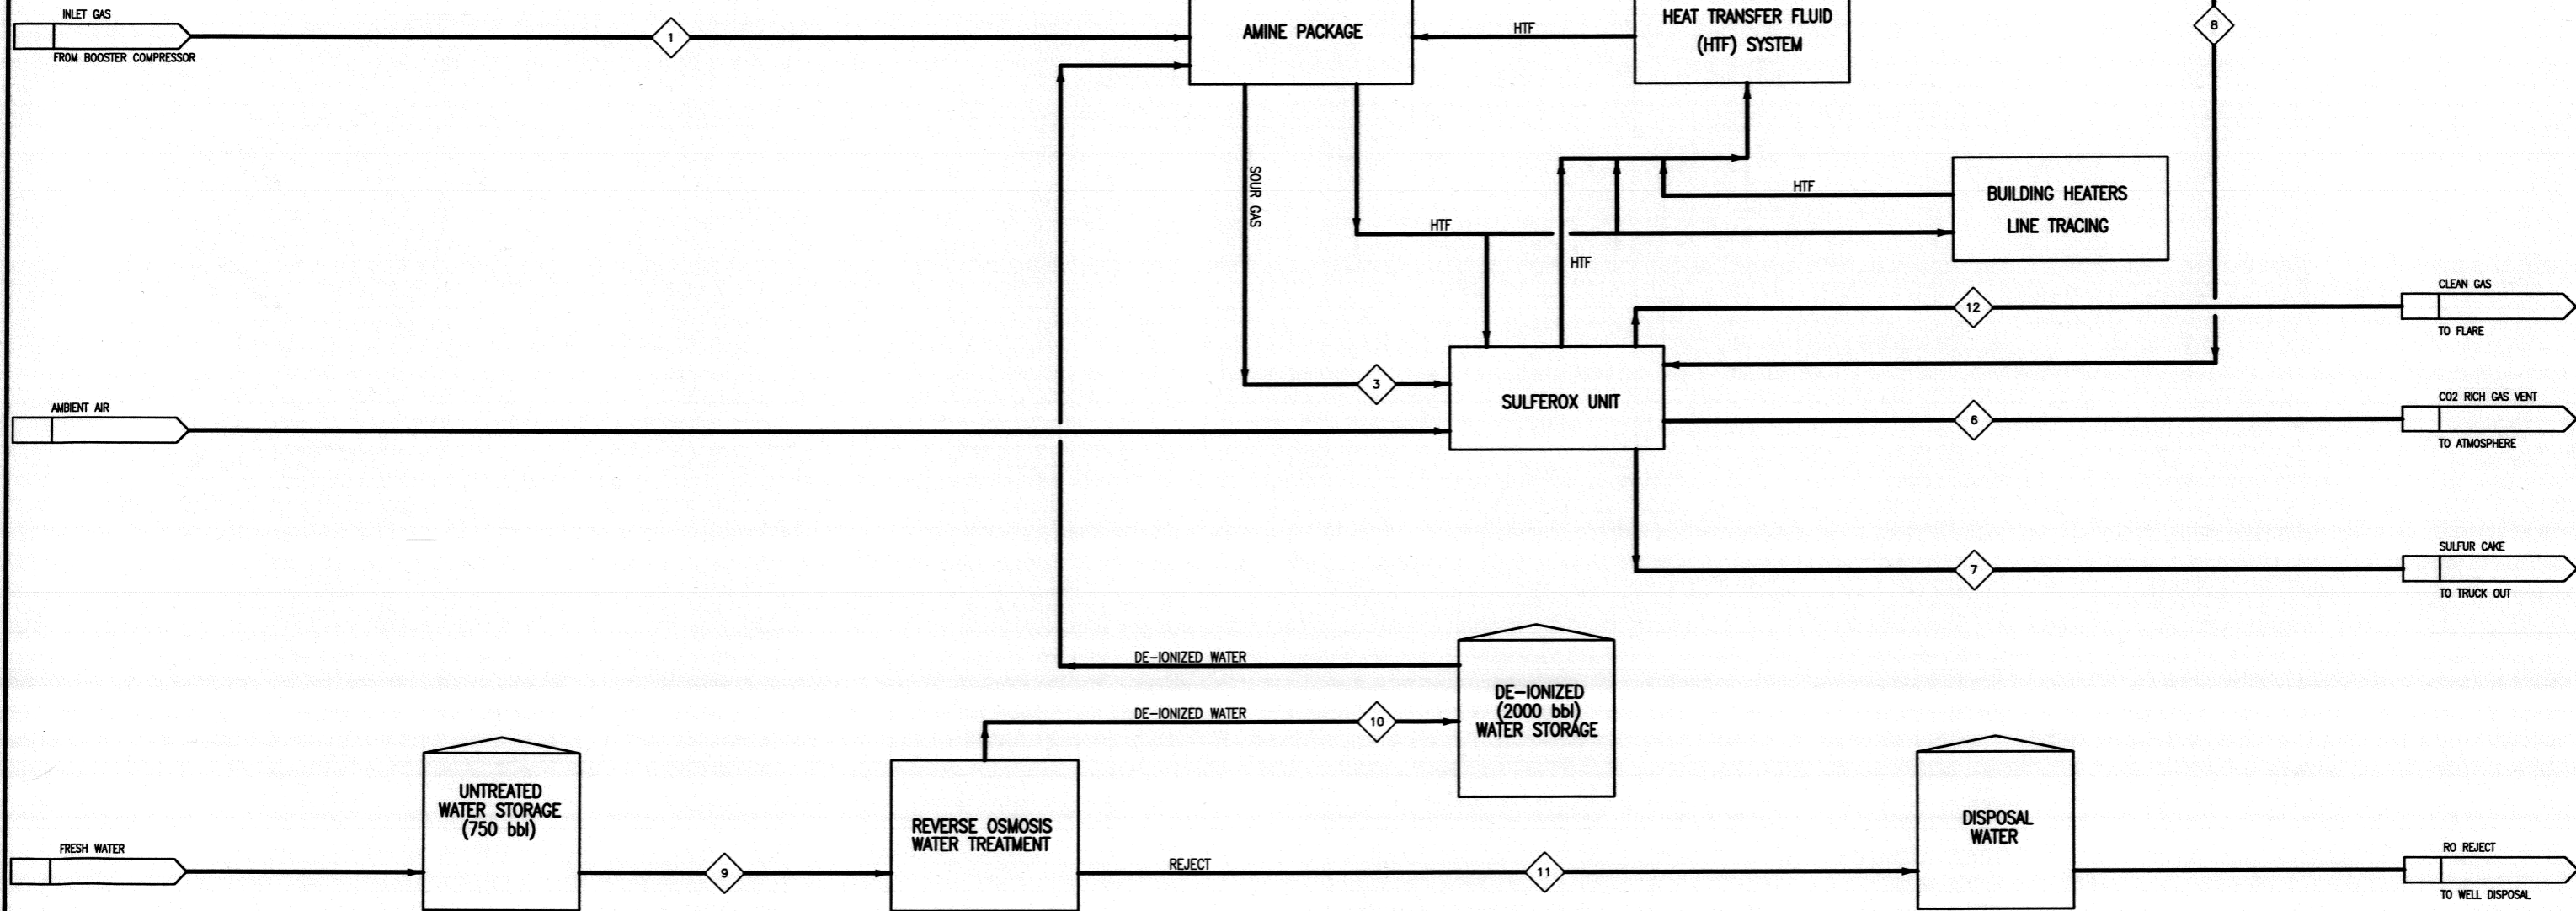 INLET GAS
FROM BOOSTER COMPRESSOR
1
AMINE PACKAGE
HTF
HEAT TRANSFER FLUID
(HTF) SYSTEM
8
SOUR GAS
HTF
HTF
HTF
BUILDING HEATERS
LINE TRACING
12
CLEAN GAS
TO FLARE
3
SULFEROX UNIT
AMBIENT AIR
6
CO2 RICH GAS VENT
TO ATMOSPHERE
7
SULFUR CAKE
TO TRUCK OUT
DE-IONIZED WATER
DE-IONIZED WATER
10
DE-IONIZED
(2000 bbl)
WATER STORAGE
UNTREATED
WATER STORAGE
(750 bbl)
REVERSE OSMOSIS
WATER TREATMENT
DISPOSAL
WATER
FRESH WATER
9
REJECT
11
RO REJECT
TO WELL DISPOSAL